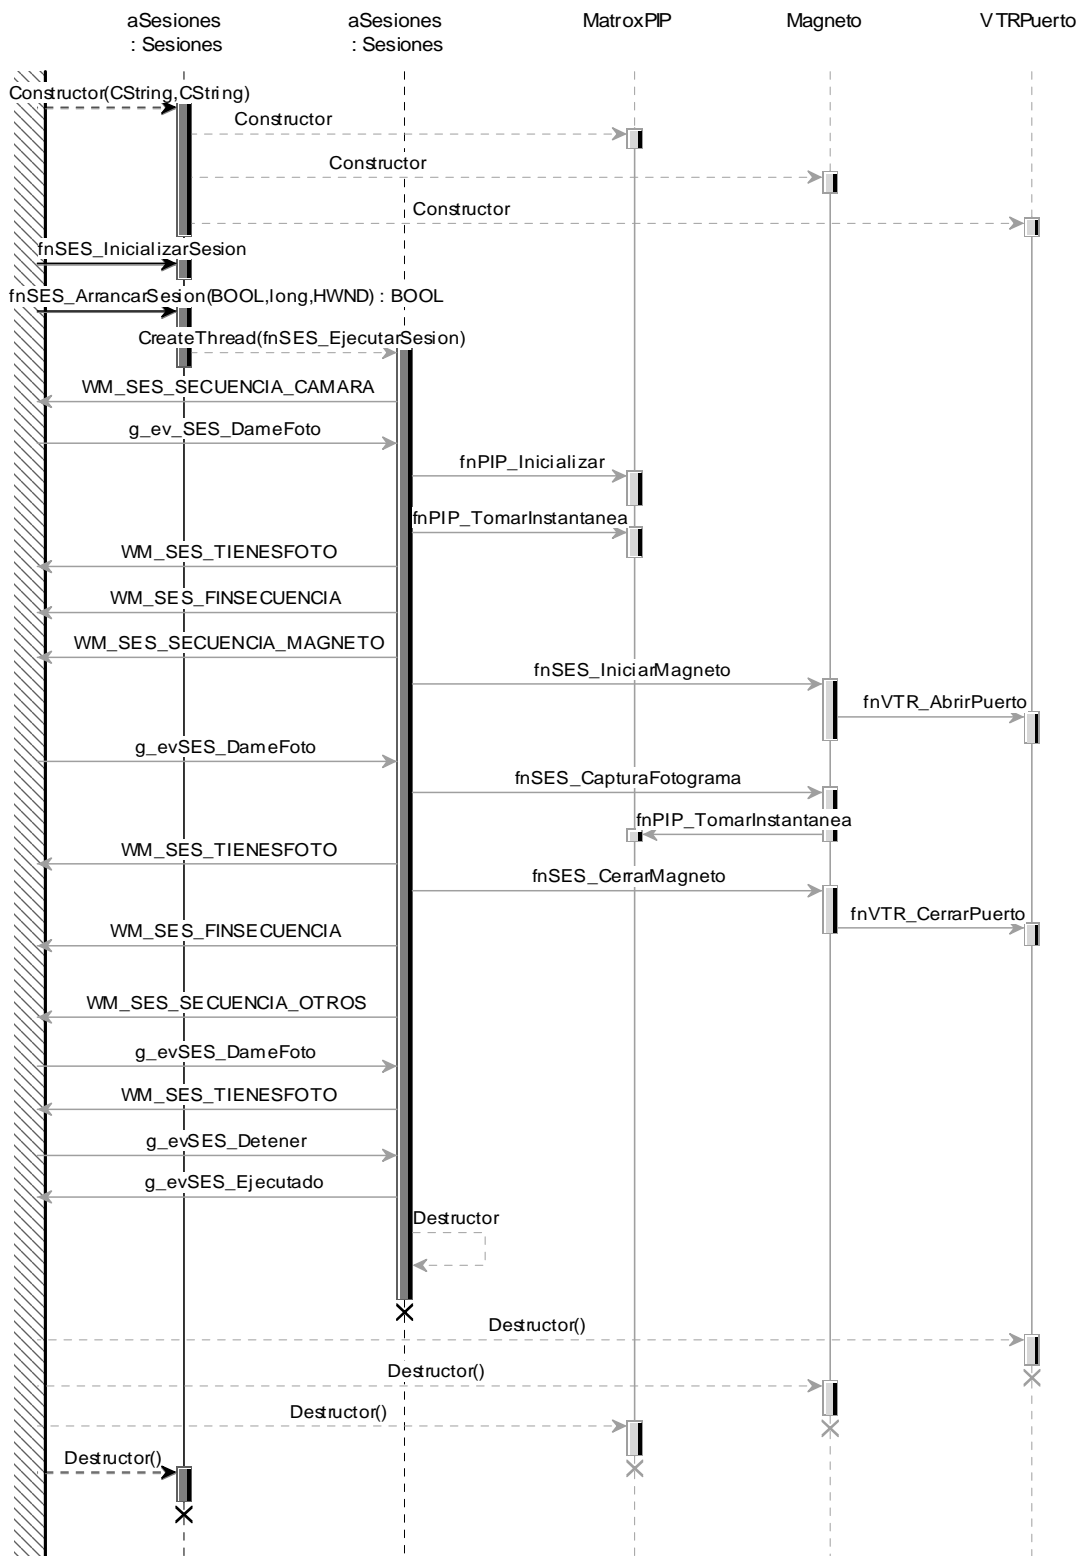 aSesiones
: Sesiones
aSesiones
: Sesiones
MatroxPIP
Magneto
VTRPuerto
Constructor(CString,CString)
Constructor
Constructor
Constructor
fnSES_InicializarSesion
fnSES_ArrancarSesion(BOOL,long,HWND) : BOOL
CreateThread(fnSES_EjecutarSesion)
WM_SES_SECUENCIA_CAMARA
g_ev_SES_DameFoto
fnPIP_Inicializar
fnPIP_TomarInstantanea
WM_SES_TIENESFOTO
WM_SES_FINSECUENCIA
WM_SES_SECUENCIA_MAGNETO
fnSES_IniciarMagneto
fnVTR_AbrirPuerto
g_evSES_DameFoto
fnSES_CapturaFotograma
fnPIP_TomarInstantanea
WM_SES_TIENESFOTO
fnSES_CerrarMagneto
fnVTR_CerrarPuerto
WM_SES_FINSECUENCIA
WM_SES_SECUENCIA_OTROS
g_evSES_DameFoto
WM_SES_TIENESFOTO
g_evSES_Detener
g_evSES_Ejecutado
Destructor
Destructor()
Destructor()
Destructor()
Destructor()